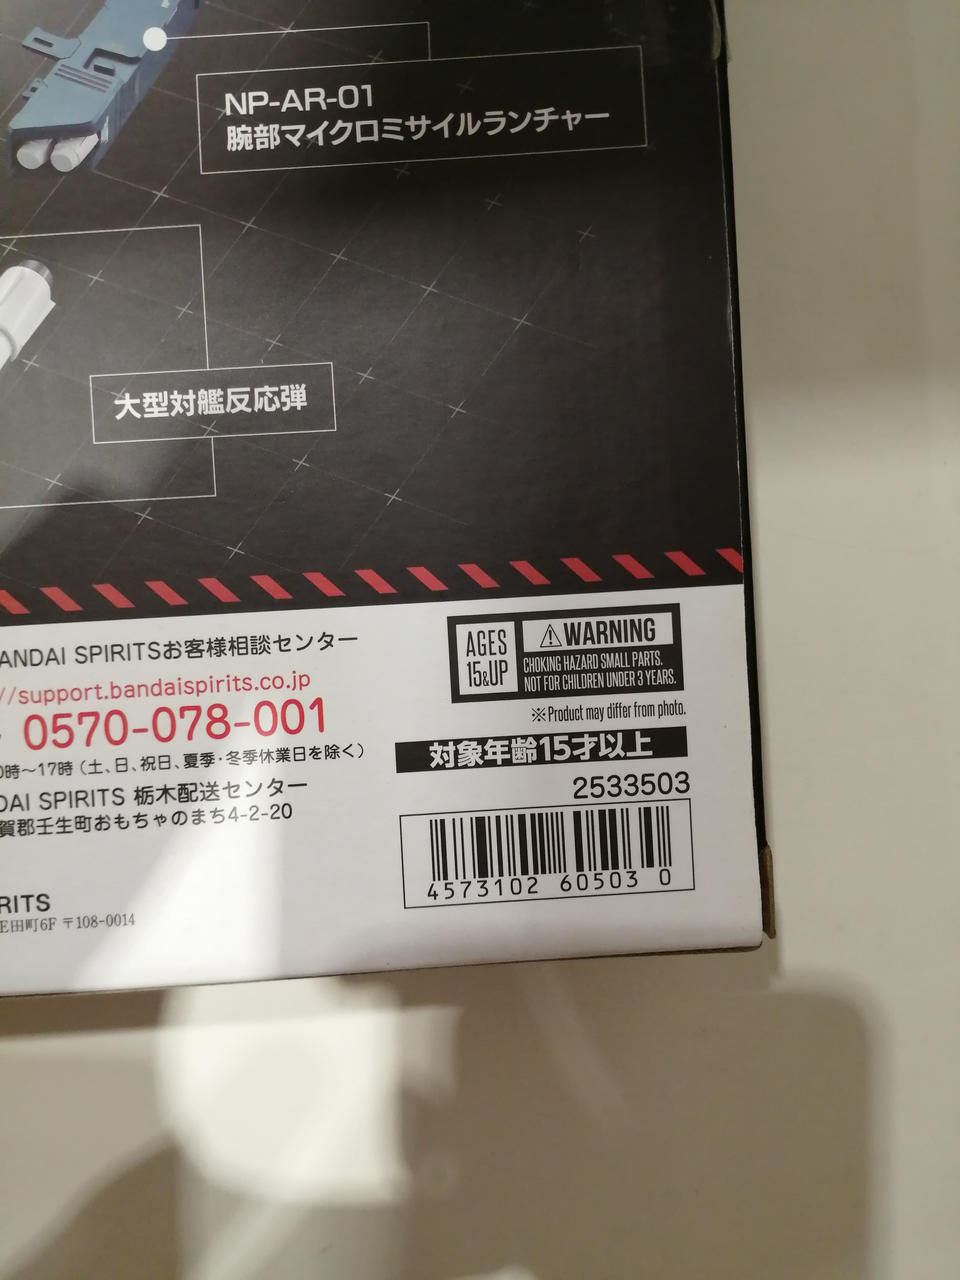 NP-AR-01
腕部マイクロミサイルランチャー
大型対艦反応弾
ANDAI SPIRITSお客様相談センター
//support.bandaispirits.co.jp
0570-078-001
0時～17時（土、日、祝日、夏季・冬季休業日を除く）
DAI SPIRITS 栃木配送センター
賀郡壬生町おもちゃのまち4-2-20
RITS
田町6F 〒108-0014
AGES
15&UP
⚠WARNING
CHOKING HAZARD SMALL PARTS.
NOT FOR CHILDREN UNDER 3 YEARS.
※Product may differ from photo.
対象年齢15才以上
2533503
4573102 60503 0